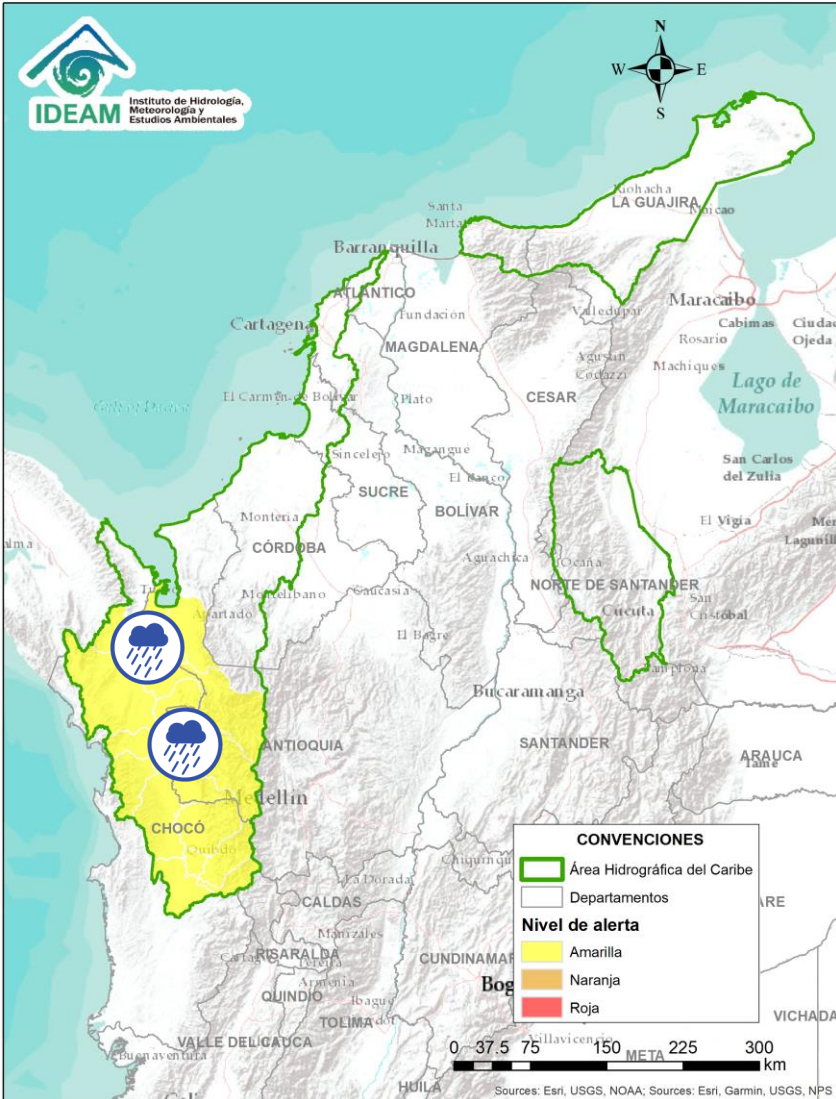 IDEAM
Instituto de Hidrología,
Meteorología y
Estudios Ambientales
N
W
E
S
Riohacha
LA GUAJIRA
Maicao
Santa
Marta
Barranquilla
ATLÁNTICO
Maracaibo
Fundación
Valledupar
Cabimas
Ciudad
Ojeda
Cartagena
Rosario
MAGDALENA
Agustín
Codazzi
Machiques
Lago de
Maracaibo
El Carmen de Bolívar
Plato
CESAR
Sincelejo
Magangué
San Carlos
del Zulia
El Banco
SUCRE
BOLÍVAR
Montería
El Vigía
CÓRDOBA
Aguachica
Ocaña
NORTE DE SANTANDER
Montelíbano
Caucasia
Apartadó
Cúcuta
San
Cristóbal
El Bagre
Pamplona
Bucaramanga
ANTIOQUIA
SANTANDER
ARAUCA
Tame
Medellín
CHOCÓ
Quibdó
La Dorada
CALDAS
Manizales
RISARALDA
Pereira
Armenia
QUINDÍO
Ibagué
TOLIMA
CUNDINAMAR
Bog
VICHADA
Villavicencio
META
VALLE DEL CAUCA
Buenaventura
HUILA
CONVENCIONES
Área Hidrográfica del Caribe
Departamentos
Nivel de alerta
Amarilla
Naranja
Roja
0 37.5 75 150 225 300
km
Sources: Esri, USGS, NOAA; Sources: Esri, Garmin, USGS, NPS